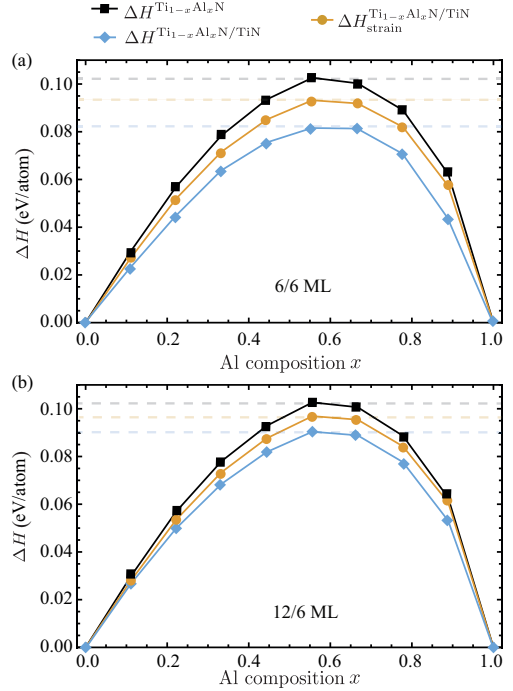 ΔH^{Ti_{1−x}Al_xN} ΔH_{strain}^{Ti_{1−x}Al_xN/TiN}
ΔH^{Ti_{1−x}Al_xN/TiN}
(a)
0.10
0.08
0.06
0.04
0.02
0.00
ΔH (eV/atom)
6/6 ML
0.0 0.2 0.4 0.6 0.8 1.0
Al composition x
(b)
0.10
0.08
0.06
0.04
0.02
0.00
ΔH (eV/atom)
12/6 ML
0.0 0.2 0.4 0.6 0.8 1.0
Al composition x